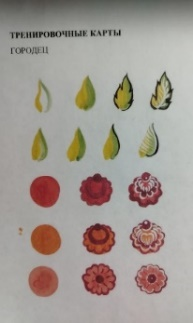 ТРЕНИРОВОЧНЫЕ КАРТЫ
ГОРОДЕЦ